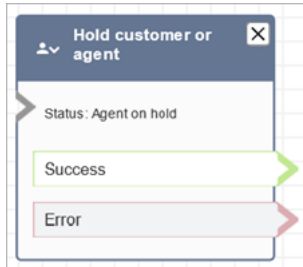 Hold customer or
agent
Status: Agent on hold
Success
Error